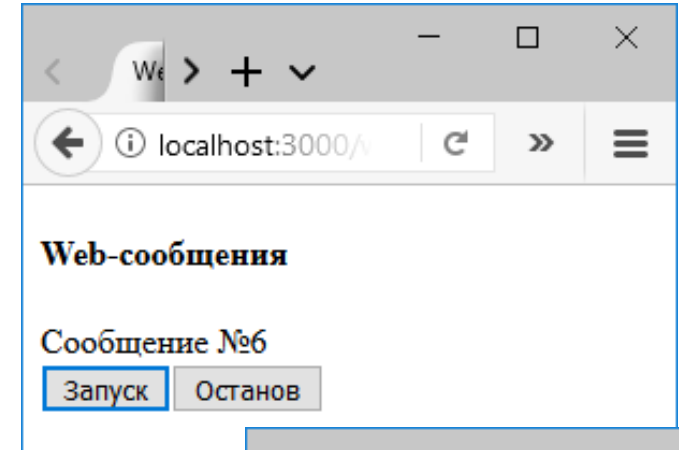 We
localhost:3000/
Web-сообщения
Сообщение №6
Запуск Останов